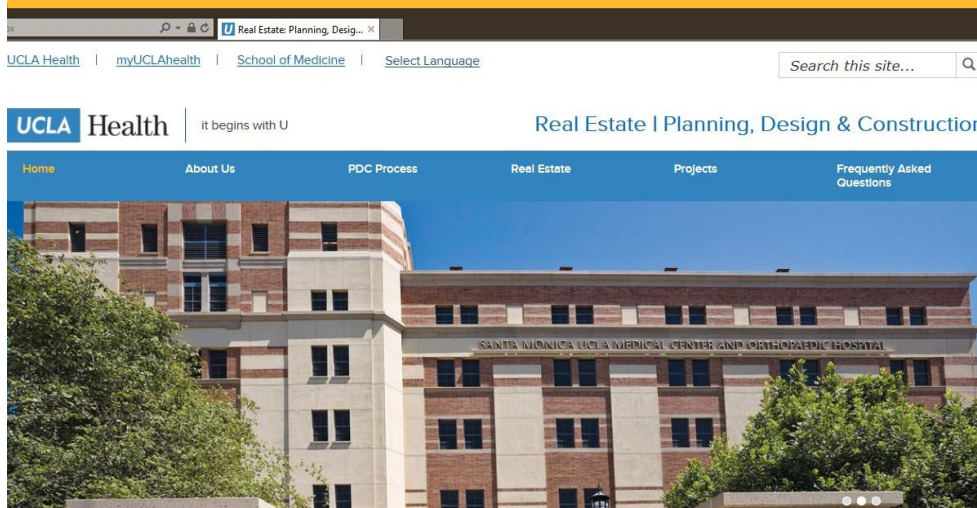 Real Estate: Planning, Desig...
UCLA Health | myUCLAhealth | School of Medicine | Select Language
Search this site...
UCLA Health it begins with U
Real Estate | Planning, Design & Construction
Home About Us PDC Process Real Estate Projects Frequently Asked
Questions
SANTA MONICA UCLA MEDICAL CENTER AND ORTHOPAEDIC HOSPITAL